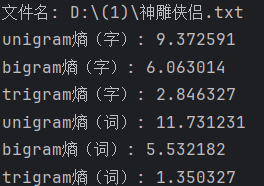 文件名: D:\(1)\神雕侠侣.txt
unigram熵（字）: 9.372591
bigram熵（字）: 6.063014
trigram熵（字）: 2.846327
unigram熵（词）: 11.731231
bigram熵（词）: 5.532182
trigram熵（词）: 1.350327